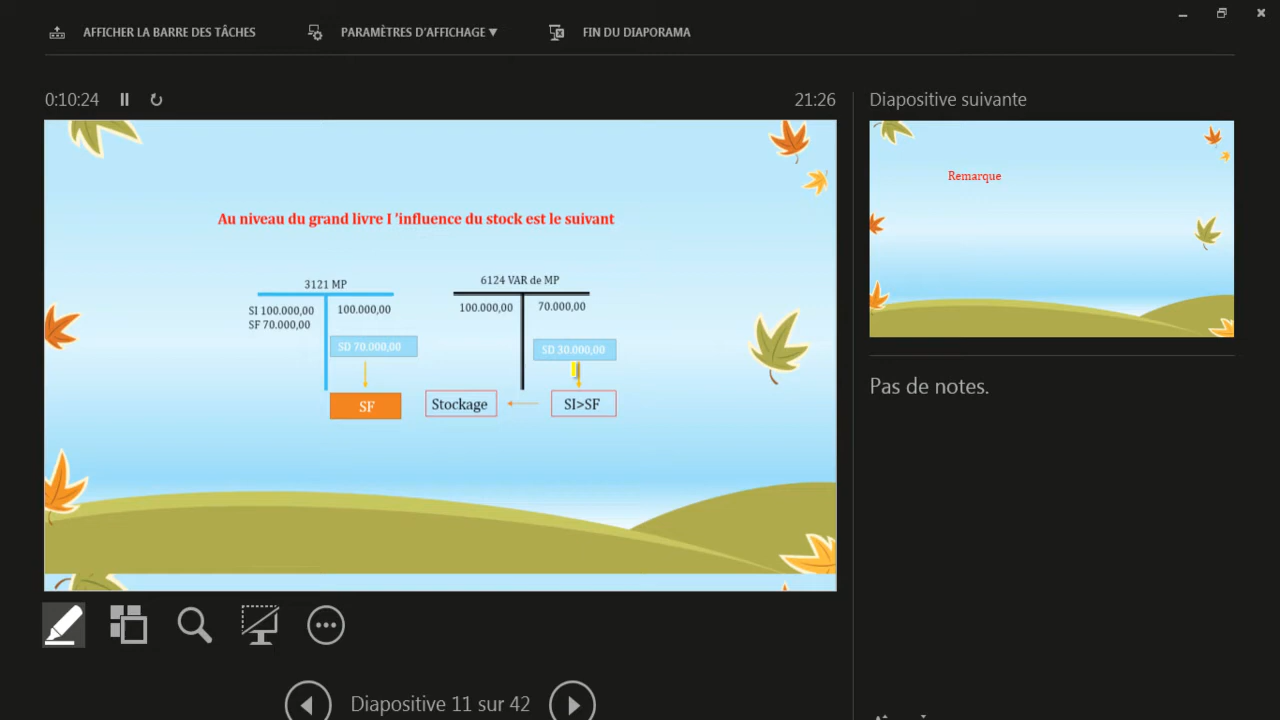 AFFICHER LA BARRE DES TÂCHES
PARAMÈTRES D'AFFICHAGE ▼
FIN DU DIAPORAMA
0:10:24
21:26
Diapositive suivante
Au niveau du grand livre l ’influence du stock est le suivant
3121 MP
SI 100.000,00
SF 70.000,00
100.000,00
SD 70.000,00
SF
6124 VAR de MP
100.000,00
70.000,00
SD 30.000,00
Stockage
SI>SF
Remarque
Pas de notes.
Diapositive 11 sur 42